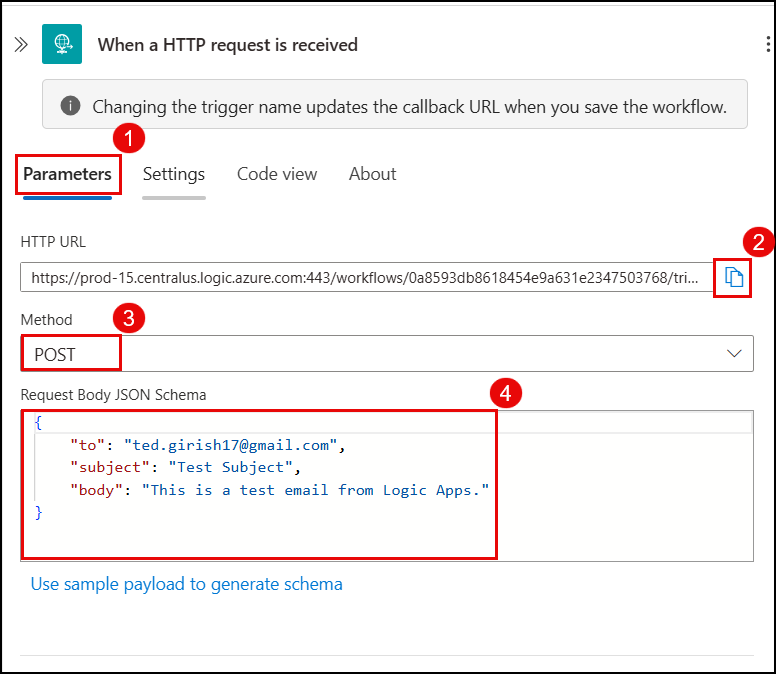 When a HTTP request is received
Changing the trigger name updates the callback URL when you save the workflow.
1
Parameters Settings Code view About
HTTP URL
2
https://prod-15.centralus.logic.azure.com:443/workflows/0a8593db8618454e9a631e2347503768/tri...
Method
3
POST
Request Body JSON Schema
4
{
"to": "ted.girish17@gmail.com",
"subject": "Test Subject",
"body": "This is a test email from Logic Apps."
}
Use sample payload to generate schema